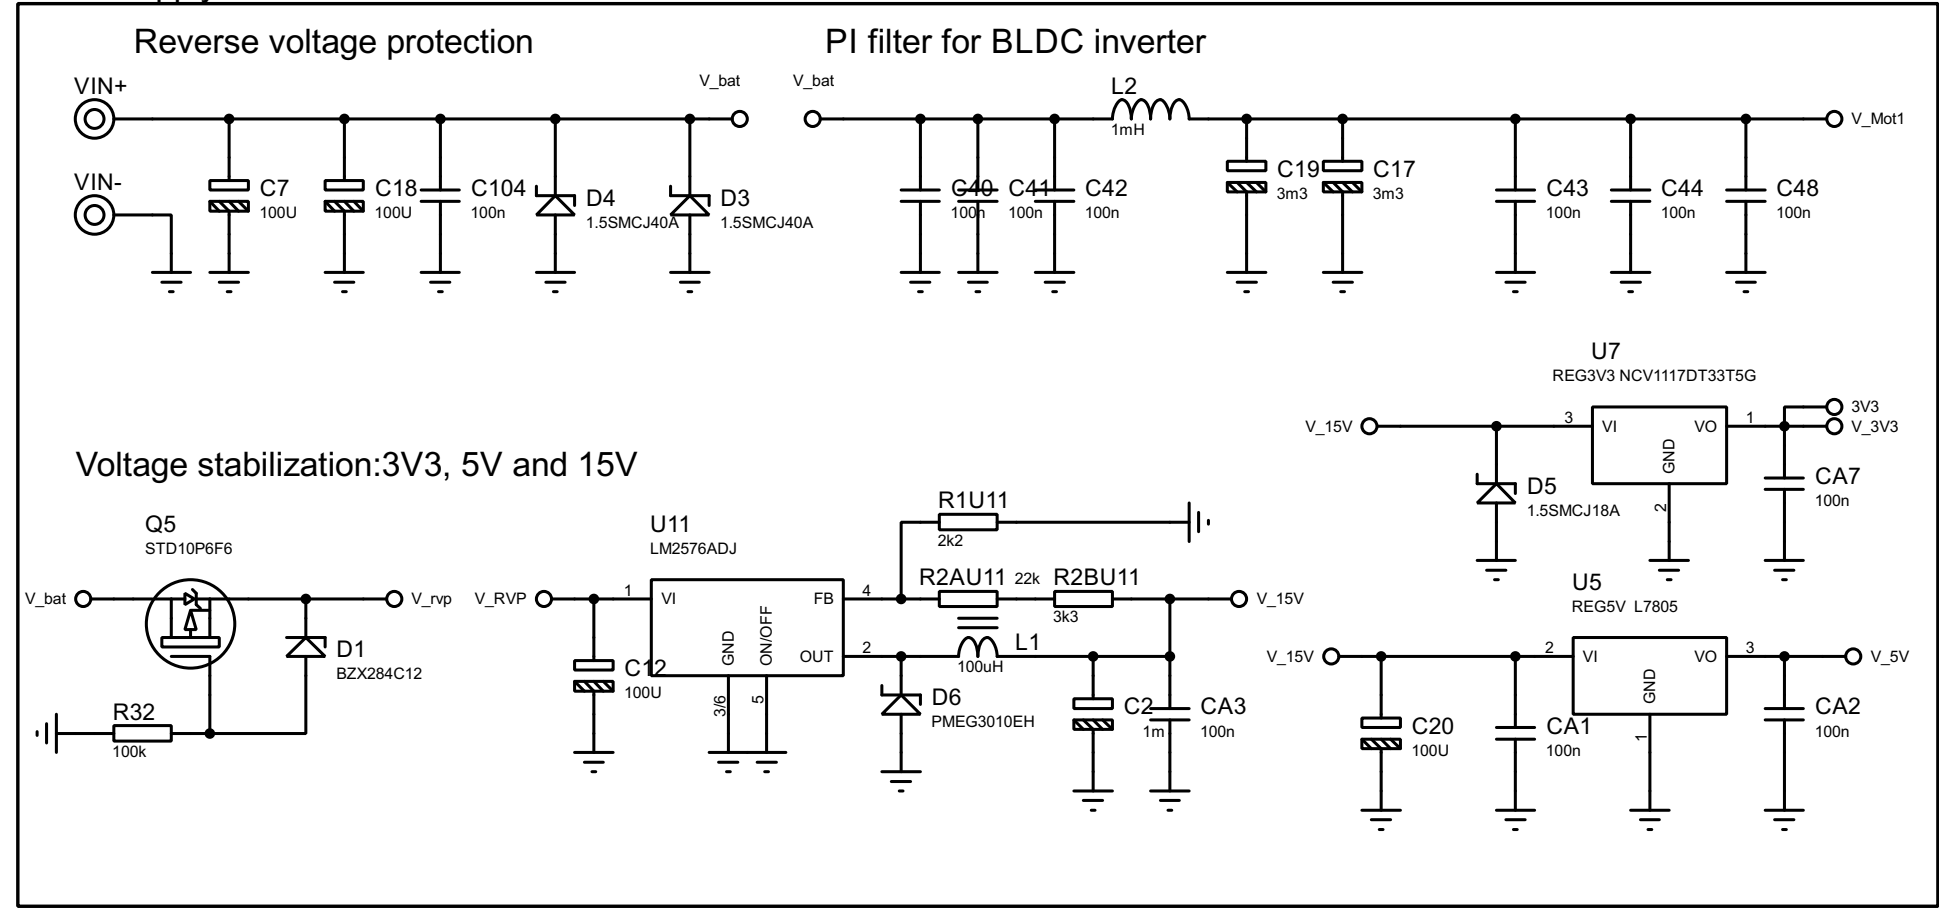 Reverse voltage protection
PI filter for BLDC inverter
VIN+
V_bat
V_bat
L2
1mH
V_Mot1
VIN-
C7
100U
C18
100U
C104
100n
D4
1.5SMCJ40A
D3
1.5SMCJ40A
C40
100n
C41
100n
C42
100n
C19
3m3
C17
3m3
C43
100n
C44
100n
C48
100n
U7
REG3V3 NCV1117DT33T5G
V_15V
3
VI
VO
GND
2
1
3V3
V_3V3
D5
1.5SMCJ18A
CA7
100n
Voltage stabilization:3V3, 5V and 15V
Q5
STD10P6F6
V_bat
V_rvp
D1
BZX284C12
R32
100k
U11
LM2576ADJ
V_RVP
1
VI
FB
4
GND
ON/OFF
OUT
2
3/6
5
C12
100U
R1U11
2k2
R2AU11 22k R2BU11
3k3
V_15V
L1
100uH
D6
PMEG3010EH
C2
1m
CA3
100n
U5
REG5V L7805
V_15V
2
VI
VO
3
V_5V
GND
1
C20
100U
CA1
100n
CA2
100n